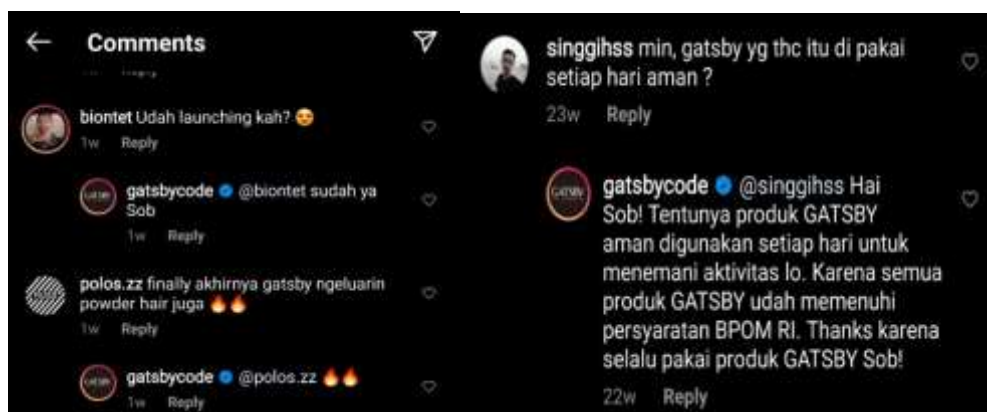 Comments
Reply
biontet Udah launching kah? 😍
1w Reply
gatsbycode @biontet sudah ya
Sob
1w Reply
polos.zz finally akhirnya gatsby ngeluarin
powder hair juga 🔥🔥
1w Reply
gatsbycode @polos.zz 🔥🔥
1w Reply
singgihss min, gatsby yg thc itu di pakai
setiap hari aman ?
23w Reply
GATSBY
gatsbycode @singgihss Hai
Sob! Tentunya produk GATSBY
aman digunakan setiap hari untuk
menemani aktivitas lo. Karena semua
produk GATSBY udah memenuhi
persyaratan BPOM RI. Thanks karena
selalu pakai produk GATSBY Sob!
22w Reply